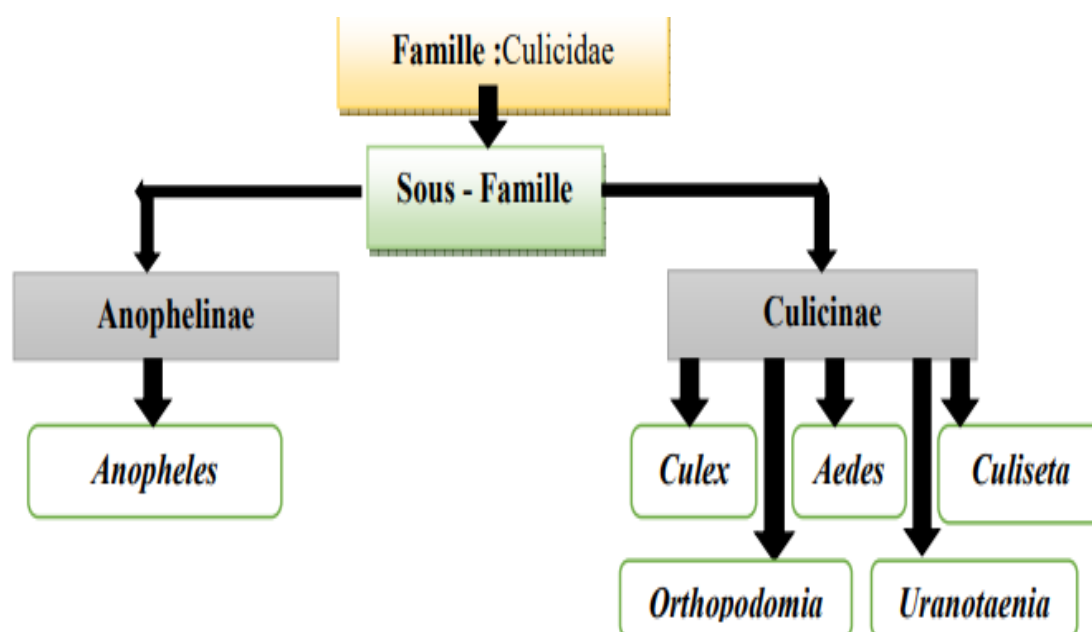 Famille :Culicidae
Sous - Famille
Anophelinae
Culicinae
Anopheles
Culex
Aedes
Culiseta
Orthopodomia
Uranotaenia